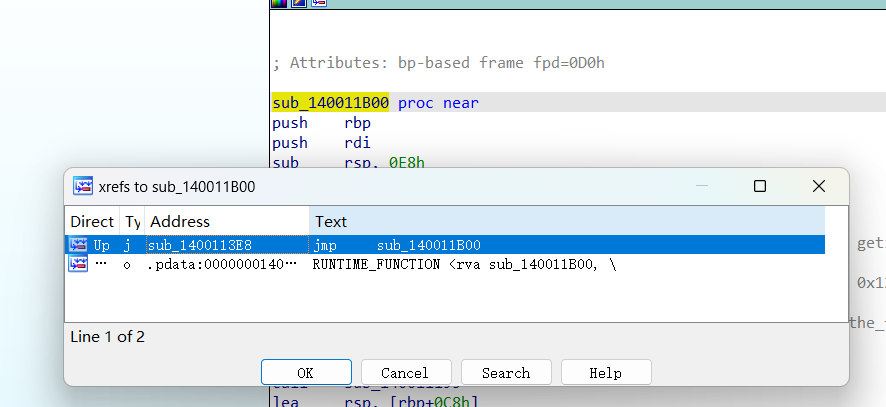 ; Attributes: bp-based frame fpd=0D0h
sub_140011B00 proc near
push rbp
push rdi
sub rsp, 0E8h
xrefs to sub_140011B00
Direct Ty Address Text
Up j sub_1400113E8 jmp sub_140011B00
… o .pdata:0000000140… RUNTIME_FUNCTION <rva sub_140011B00, \
get
0x1
the_
Line 1 of 2
OK Cancel Search Help
lea rsp, [rbp+0C8h]